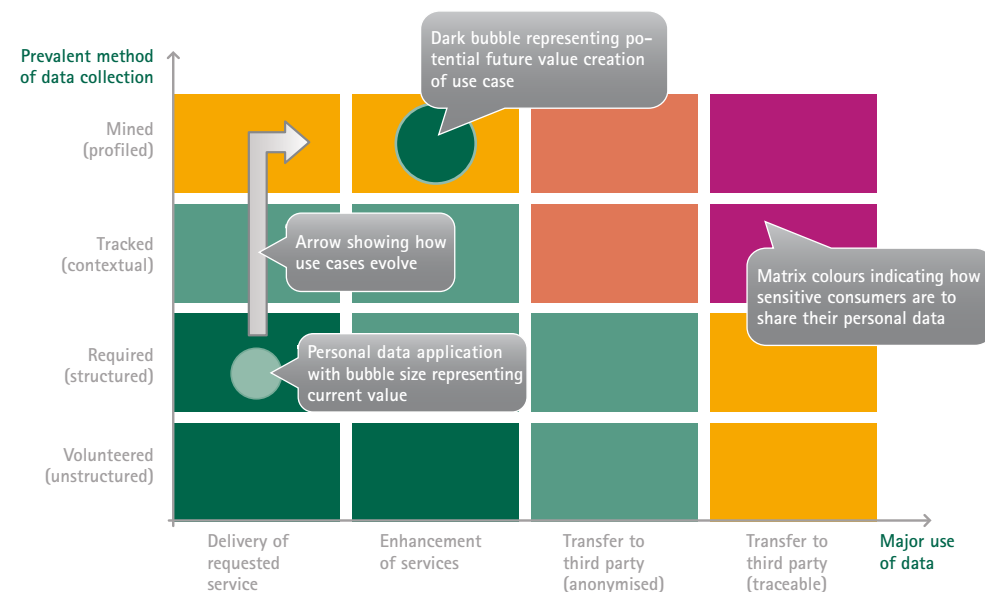 Dark bubble representing po-
tential future value creation
of use case
Prevalent method
of data collection
Mined
(profiled)
Tracked
(contextual)
Arrow showing how
use cases evolve
Matrix colours indicating how
sensitive consumers are to
share their personal data
Required
(structured)
Personal data application
with bubble size representing
current value
Volunteered
(unstructured)
Delivery of
requested
service
Enhancement
of services
Transfer to
third party
(anonymised)
Transfer to
third party
(traceable)
Major use
of data